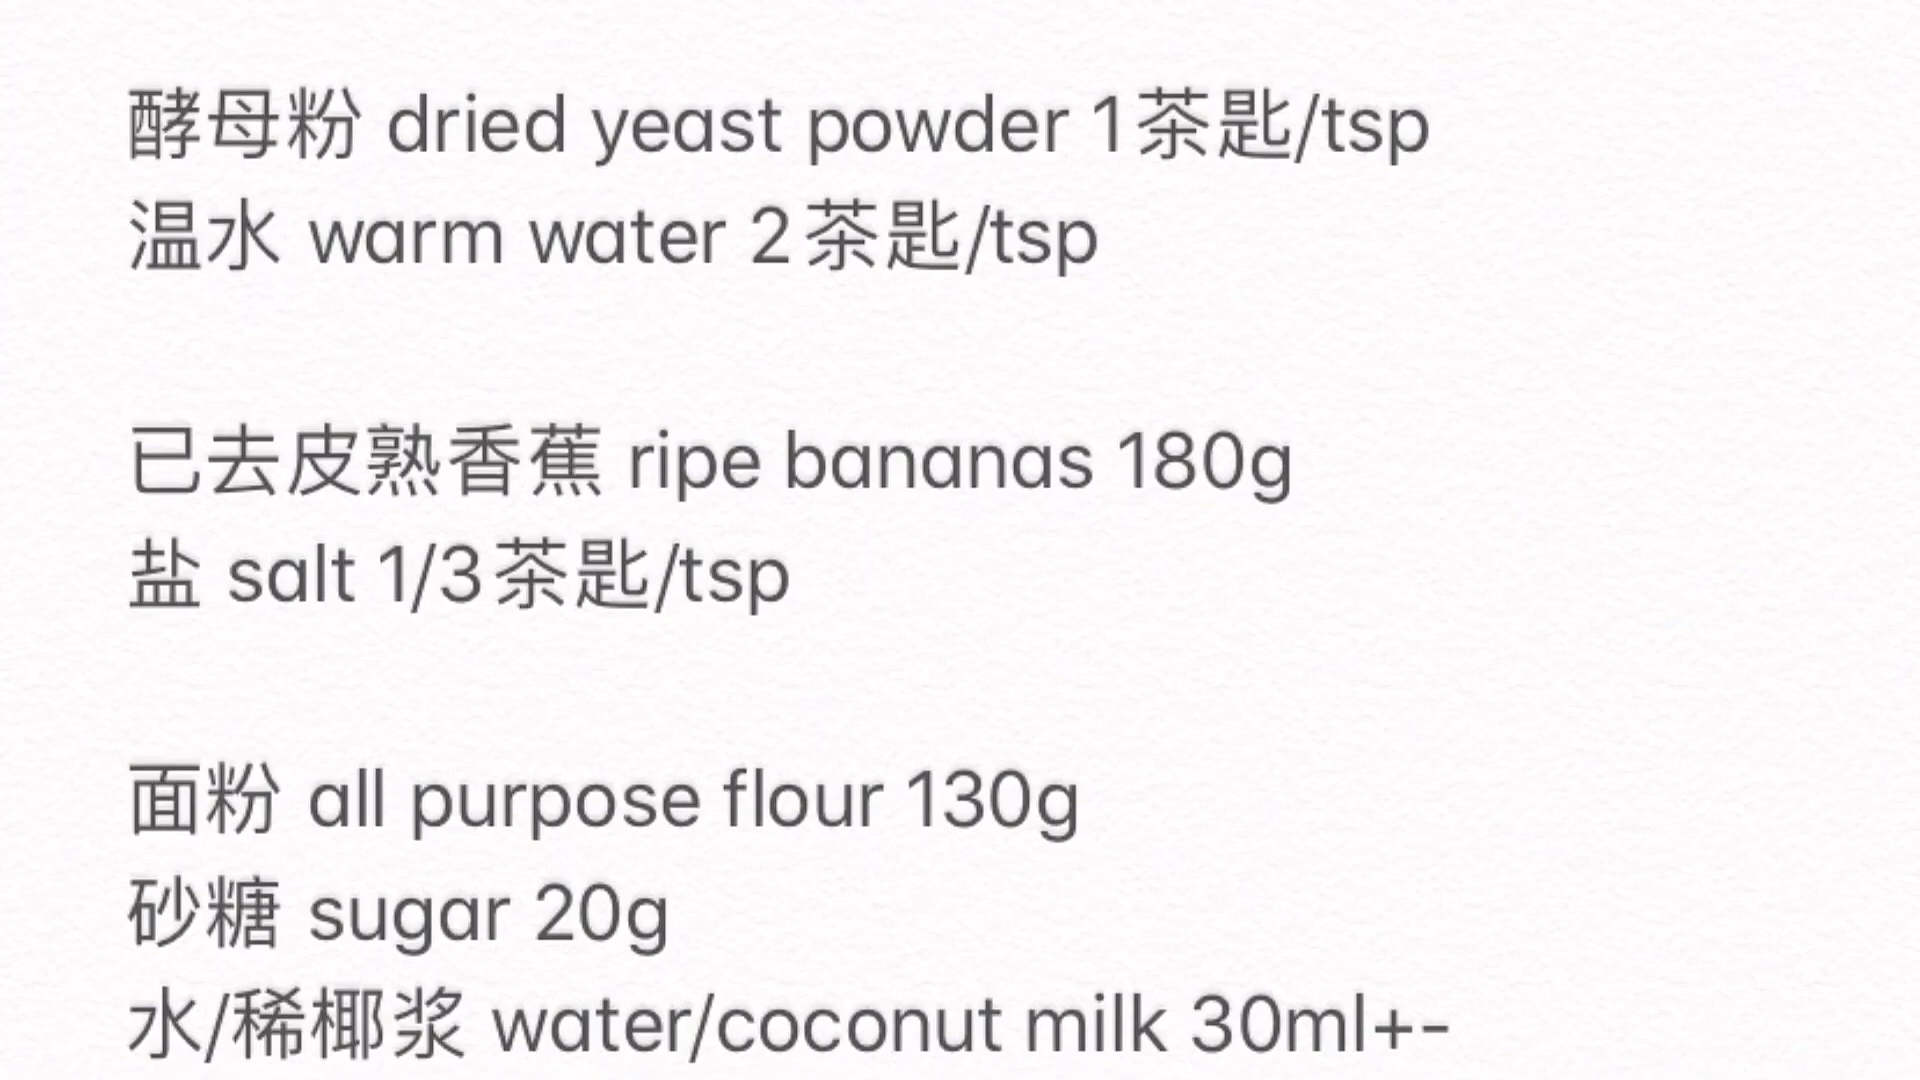 酵母粉 dried yeast powder 1茶匙/tsp
温水 warm water 2茶匙/tsp
已去皮熟香蕉 ripe bananas 180g
盐 salt 1/3茶匙/tsp
面粉 all purpose flour 130g
砂糖 sugar 20g
水/稀椰浆 water/coconut milk 30ml+-